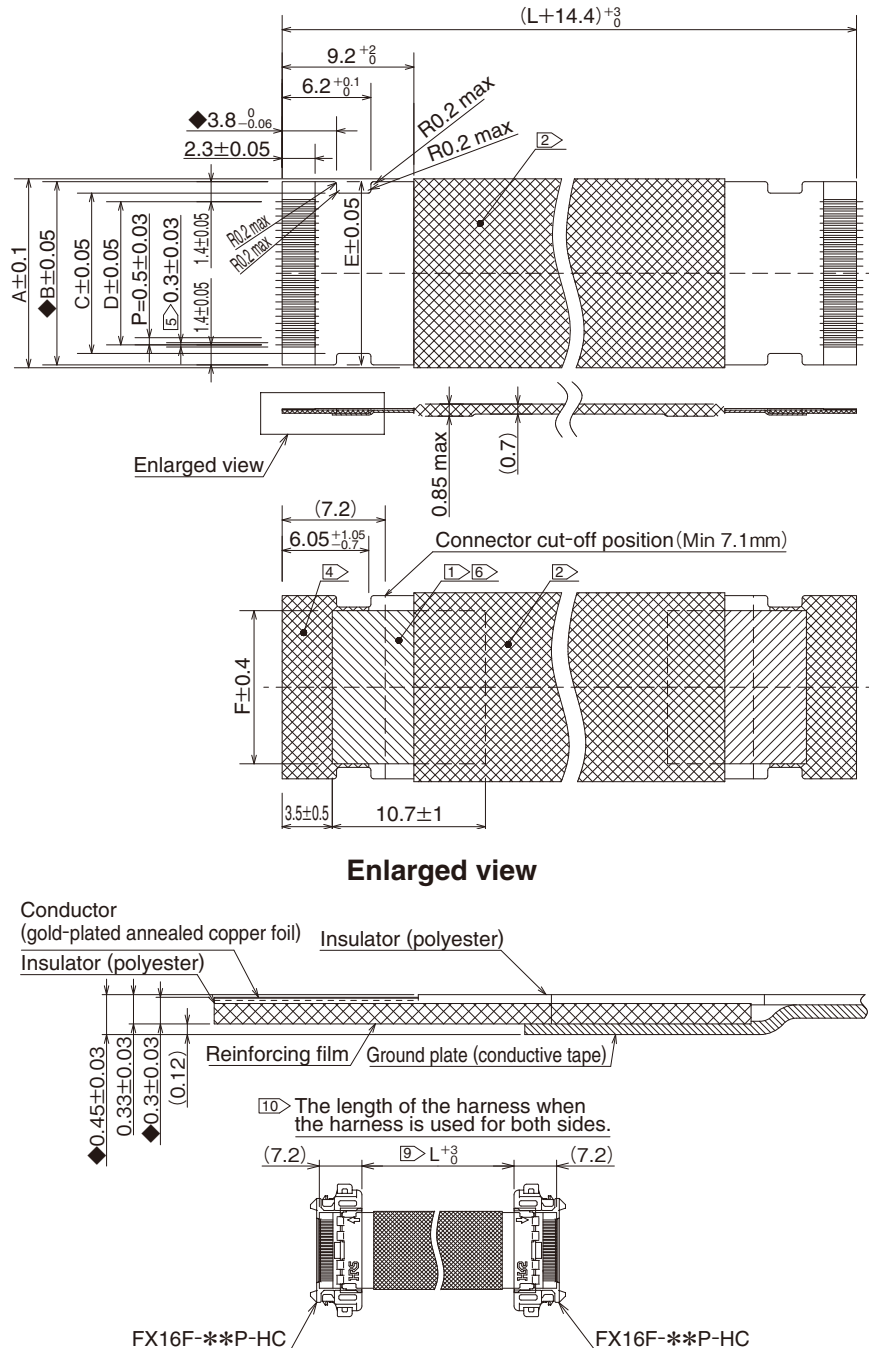 (L+14.4)+3 0
9.2+2 0
6.2+0.1 0
◆3.8 0 −0.06
2.3±0.05
R0.2 max
R0.2 max
2
A±0.1
◆B±0.05
C±0.05
D±0.05
P=0.5±0.03
5 0.3±0.03
1.4±0.05
1.4±0.05
R0.2 max
R0.2 max
E±0.05
Enlarged view
0.85 max
(0.7)
(7.2)
6.05+1.05 −0.7
Connector cut-off position(Min 7.1mm)
4
1 6
2
F±0.4
3.5±0.5
10.7±1
Enlarged view
Conductor
(gold-plated annealed copper foil)
Insulator (polyester)
Insulator (polyester)
Reinforcing film
Ground plate (conductive tape)
◆0.45±0.03
0.33±0.03
◆0.3±0.03
(0.12)
10 The length of the harness when
the harness is used for both sides.
(7.2)
9 L+3 0
(7.2)
HRS
HRS
FX16F-**P-HC
FX16F-**P-HC